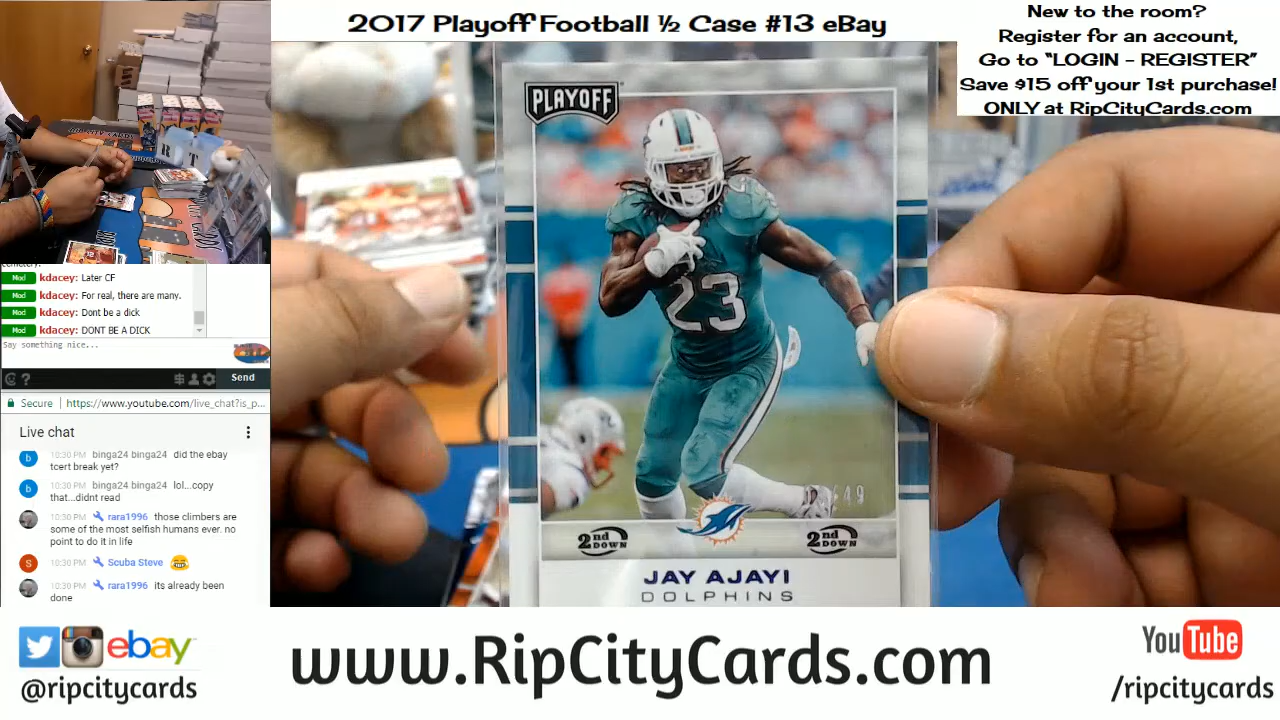 2017 Playoff Football ½ Case #13 eBay
New to the room?
Register for an account,
Go to "LOGIN - REGISTER"
Save $15 off your 1st purchase!
ONLY at RipCityCards.com
PLAYOFF
23
/49
2nd DOWN
2nd DOWN
JAY AJAYI
DOLPHINS
Mod kdacey: Later CF
Mod kdacey: For real, there are many.
Mod kdacey: Dont be a dick
Mod kdacey: DONT BE A DICK
Say something nice...
Send
Secure https://www.youtube.com/live_chat?is_p...
Live chat
b 10:30 PM binga24 binga24 did the ebay
tcert break yet?
b 10:30 PM binga24 binga24 lol...copy
that...didnt read
10:30 PM rara1996 those climbers are
some of the most selfish humans ever. no
point to do it in life
S 10:30 PM Scuba Steve
10:30 PM rara1996 its already been
done
ebay
@ripcitycards
www.RipCityCards.com
YouTube
/ripcitycards